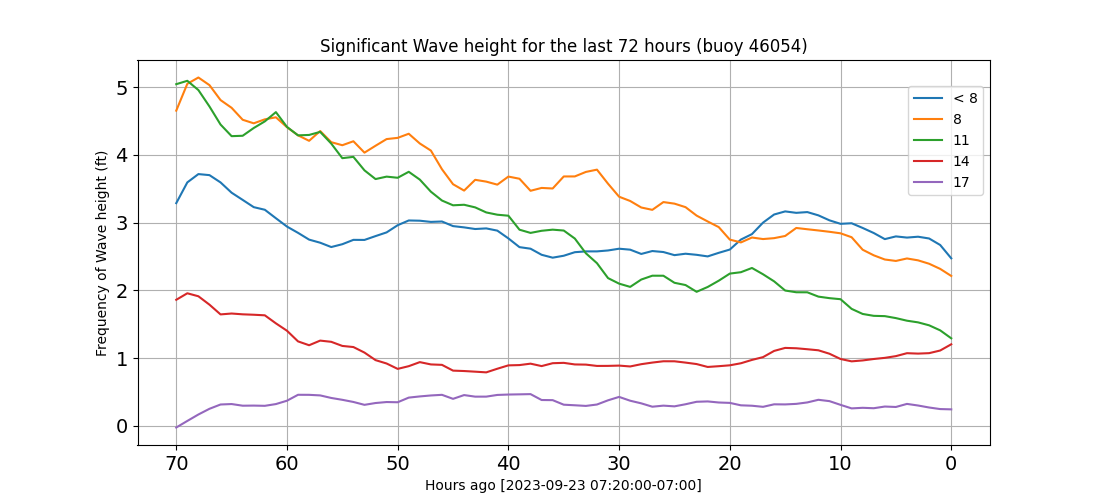 Significant Wave height for the last 72 hours (buoy 46054)
Frequency of Wave height (ft)
5
4
3
2
1
0
< 8
8
11
14
17
70 60 50 40 30 20 10 0
Hours ago [2023-09-23 07:20:00-07:00]